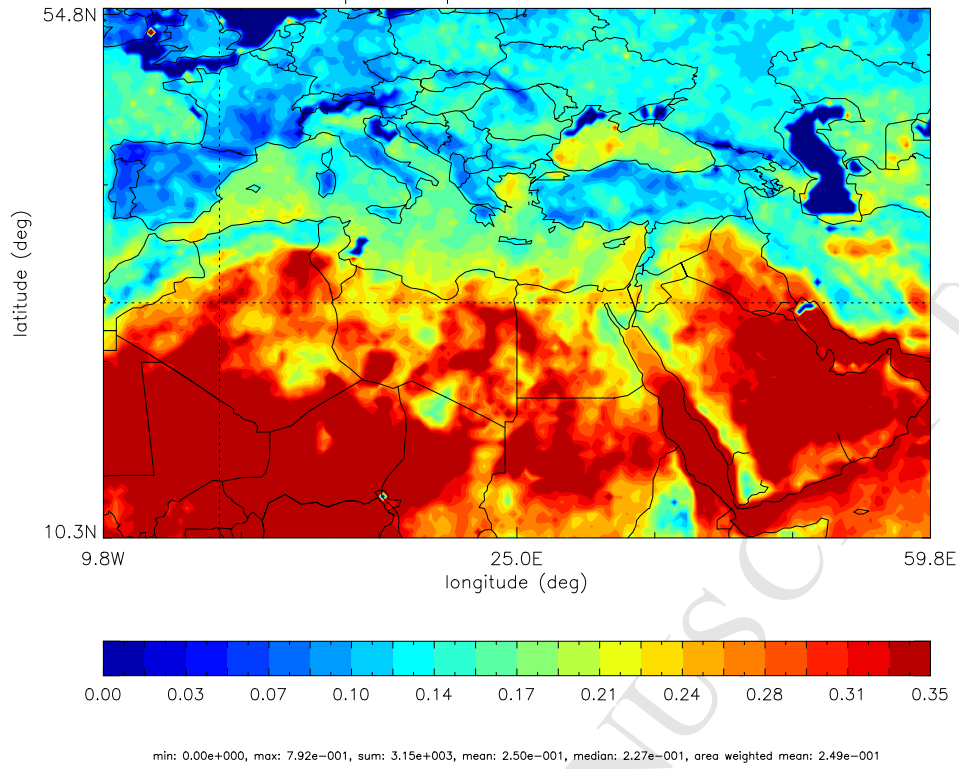 54.8N
latitude (deg)
10.3N
9.8W 25.0E 59.8E
longitude (deg)
0.00 0.03 0.07 0.10 0.14 0.17 0.21 0.24 0.28 0.31 0.35
min: 0.00e+000, max: 7.92e-001, sum: 3.15e+003, mean: 2.50e-001, median: 2.27e-001, area weighted mean: 2.49e-001